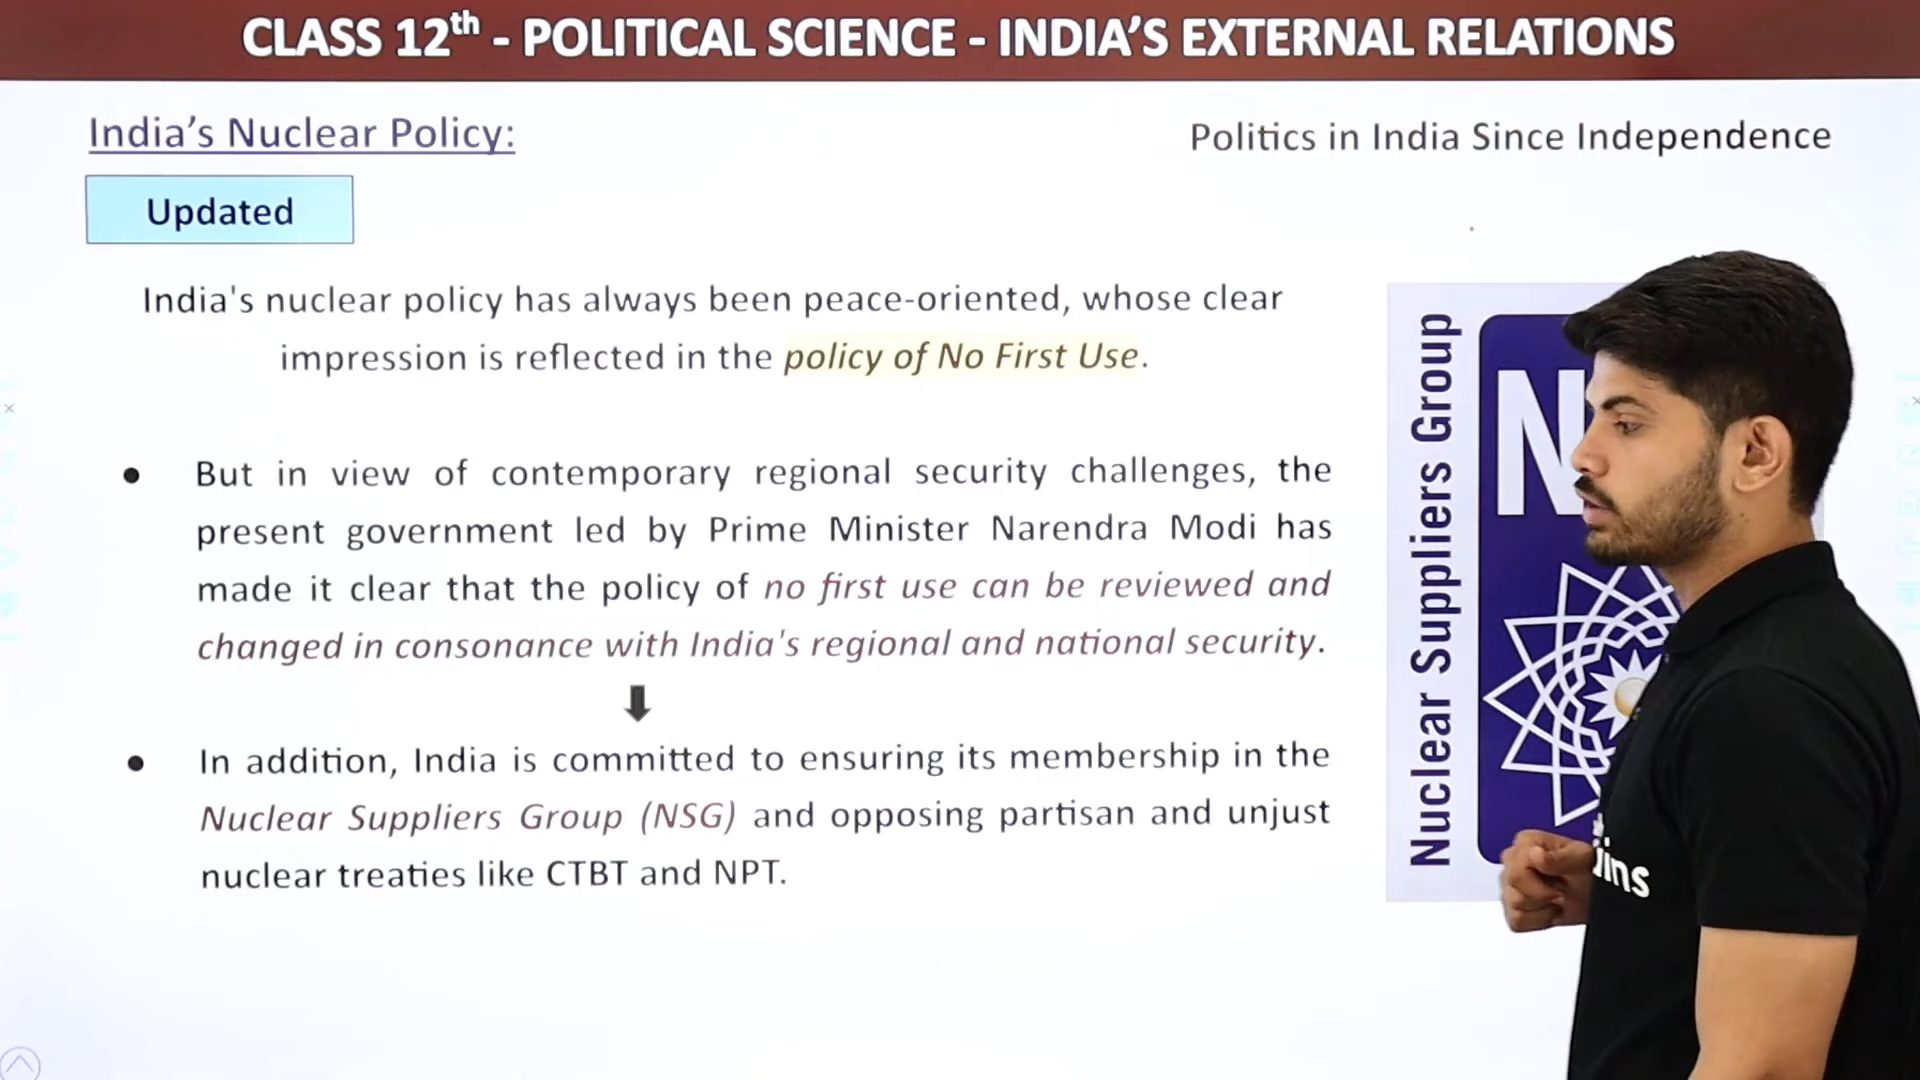 CLASS 12th - POLITICAL SCIENCE - INDIA'S EXTERNAL RELATIONS
India's Nuclear Policy:
Politics in India Since Independence
Updated
India's nuclear policy has always been peace-oriented, whose clear
impression is reflected in the policy of No First Use.
● But in view of contemporary regional security challenges, the
present government led by Prime Minister Narendra Modi has
made it clear that the policy of no first use can be reviewed and
changed in consonance with India's regional and national security.
● In addition, India is committed to ensuring its membership in the
Nuclear Suppliers Group (NSG) and opposing partisan and unjust
nuclear treaties like CTBT and NPT.
Nuclear Suppliers Group
N